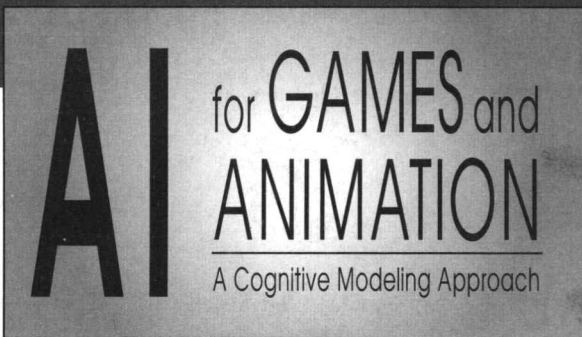 AI
for GAMES and
ANIMATION
A Cognitive Modeling Approach